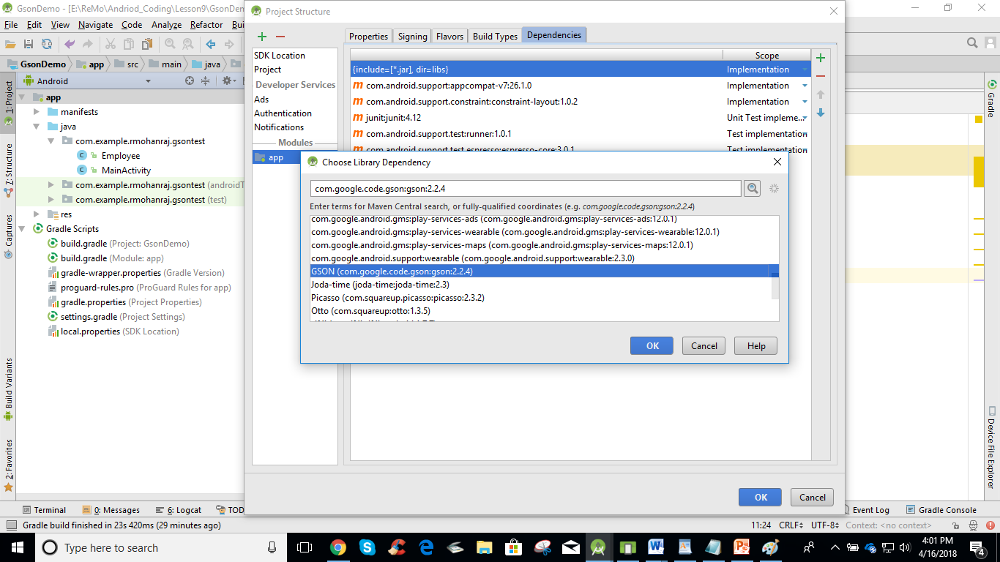 GsonDemo - [E:\ReMo\Andriod_Coding\Lesson9\GsonDemo
File Edit View Navigate Code Analyze Refactor
GsonDemo app src main java
Android
app
manifests
java
com.example.rmohanraj.gsontest
Employee
MainActivity
com.example.rmohanraj.gsontest (androidT
com.example.rmohanraj.gsontest (test)
res
Gradle Scripts
build.gradle (Project: GsonDemo)
build.gradle (Module: app)
gradle-wrapper.properties (Gradle Version)
proguard-rules.pro (ProGuard Rules for app)
gradle.properties (Project Properties)
settings.gradle (Project Settings)
local.properties (SDK Location)
1: Project
7: Structure
Captures
Build Variants
2: Favorites
Project Structure
SDK Location
Project
Developer Services
Ads
Authentication
Notifications
Modules
app
Properties Signing Flavors Build Types Dependencies
Scope
{include=[*.jar], dir=libs} Implementation
com.android.support:appcompat-v7:26.1.0 Implementation
com.android.support.constraint:constraint-layout:1.0.2 Implementation
junit:junit:4.12 Unit Test impleme...
com.android.support.test:runner:1.0.1 Test implementation
com.android.support.test.espresso:espresso-core:3.0.1 Test implementation
Choose Library Dependency
com.google.code.gson:gson:2.2.4
Enter terms for Maven Central search, or fully-qualified coordinates (e.g. com.google.code.gson:gson:2.2.4)
com.google.android.gms:play-services-ads (com.google.android.gms:play-services-ads:12.0.1)
com.google.android.gms:play-services-wearable (com.google.android.gms:play-services-wearable:12.0.1)
com.google.android.gms:play-services-maps (com.google.android.gms:play-services-maps:12.0.1)
com.google.android.support:wearable (com.google.android.support:wearable:2.3.0)
GSON (com.google.code.gson:gson:2.2.4)
Joda-time (joda-time:joda-time:2.3)
Picasso (com.squareup.picasso:picasso:2.3.2)
Otto (com.squareup:otto:1.3.5)
OK Cancel Help
OK Cancel
Gradle
Device File Explorer
Terminal 0: Messages 6: Logcat TOD Event Log Gradle Console
Gradle build finished in 23s 420ms (29 minutes ago) 11:24 CRLF UTF-8 Context: <no context>
Type here to search
4:01 PM
4/16/2018
4